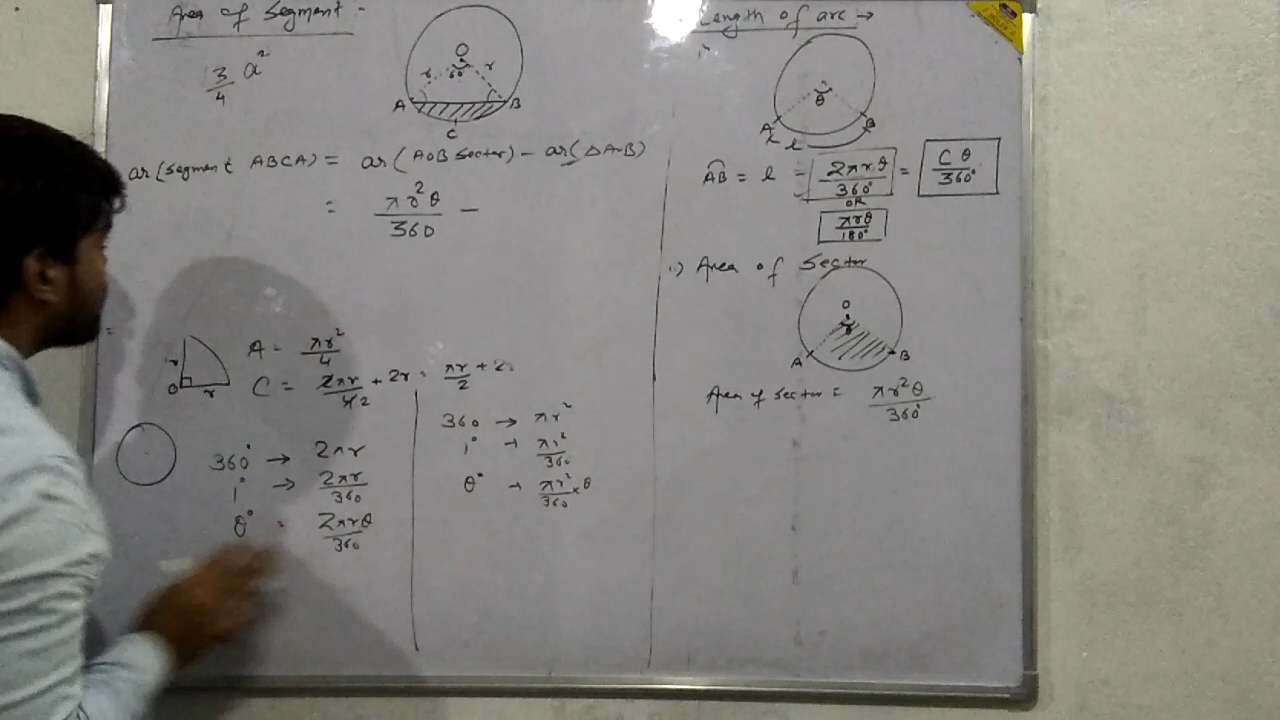 Area of Segment -
3/4 a²
O
r 60° r
A B
C
ar(segment ABCA) = ar(AOB Sector) - ar(ΔAOB)
= πr²θ/360 -
r
O r
A = πr²/4
C = 2πr/4 2 + 2r = πr/2 + 2
360° → 2πr
1° → 2πr/360
θ° = 2πrθ/360
360 → πr²
1° → πr²/360
θ° → πr²/360 × θ
Length of arc →
i)
θ
A B
l
AB = l = 2πrθ/360° = Cθ/360°
OR
πrθ/180°
ii) Area of Sector
O
θ
A B
Area of sector = πr²θ/360°